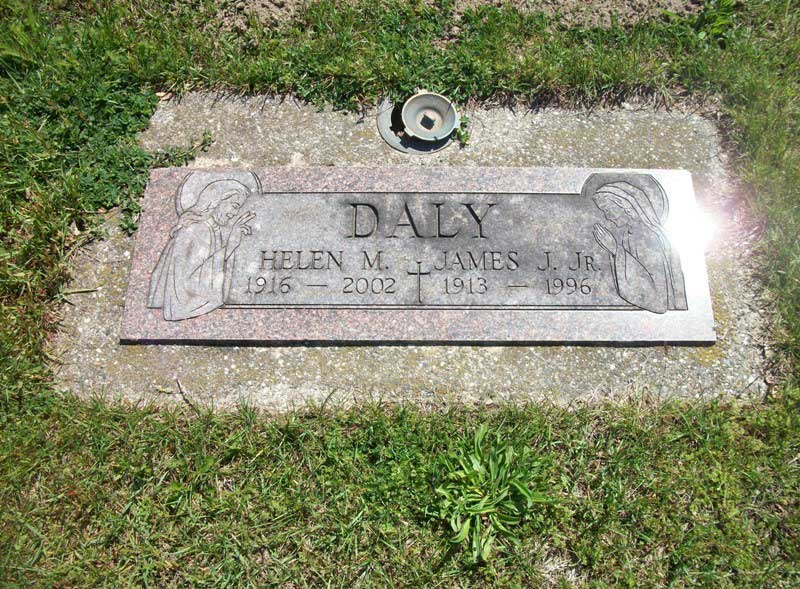 DALY
HELEN M. † JAMES J. JR.
1916 — 2002 1913 — 1996